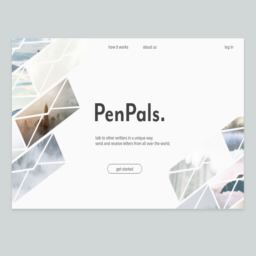 how it works about us log in
PenPals.
talk to other writters in a unique way.
send and receive letters from all over the world.
get started